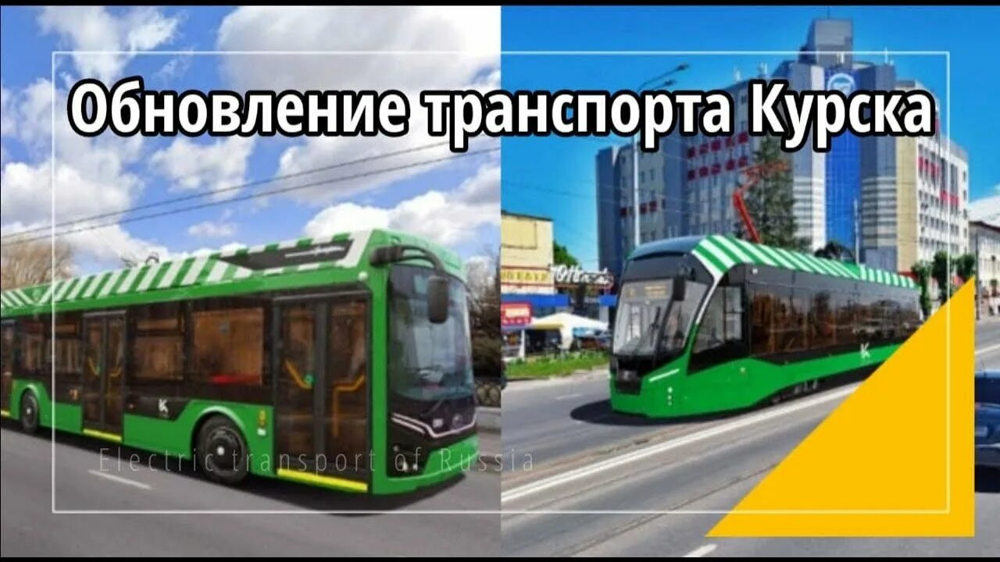 Обновление транспорта Курска
Electric transport of Russia